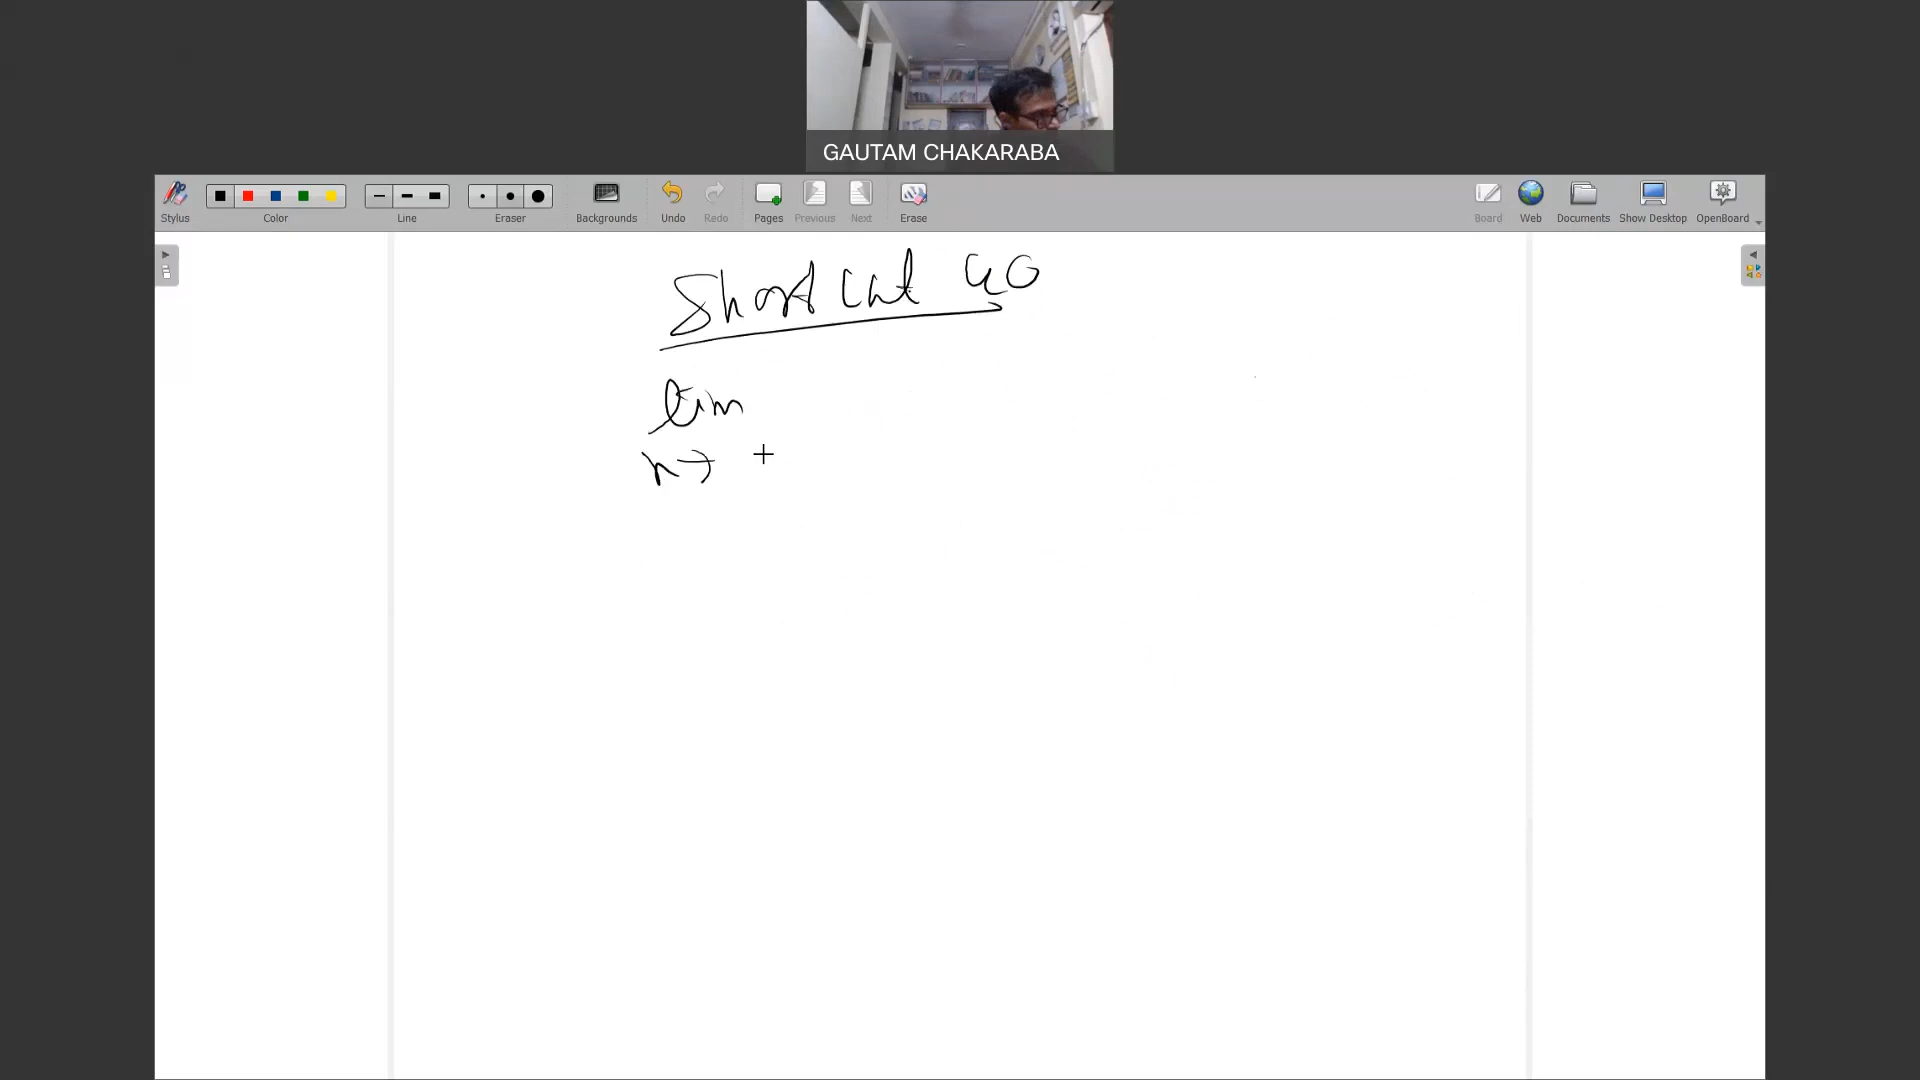 GAUTAM CHAKARABA
Stylus Color Line Eraser Backgrounds Undo Redo Pages Previous Next Erase Board Web Documents Show Desktop OpenBoard
Short Cut 40
lim
n →